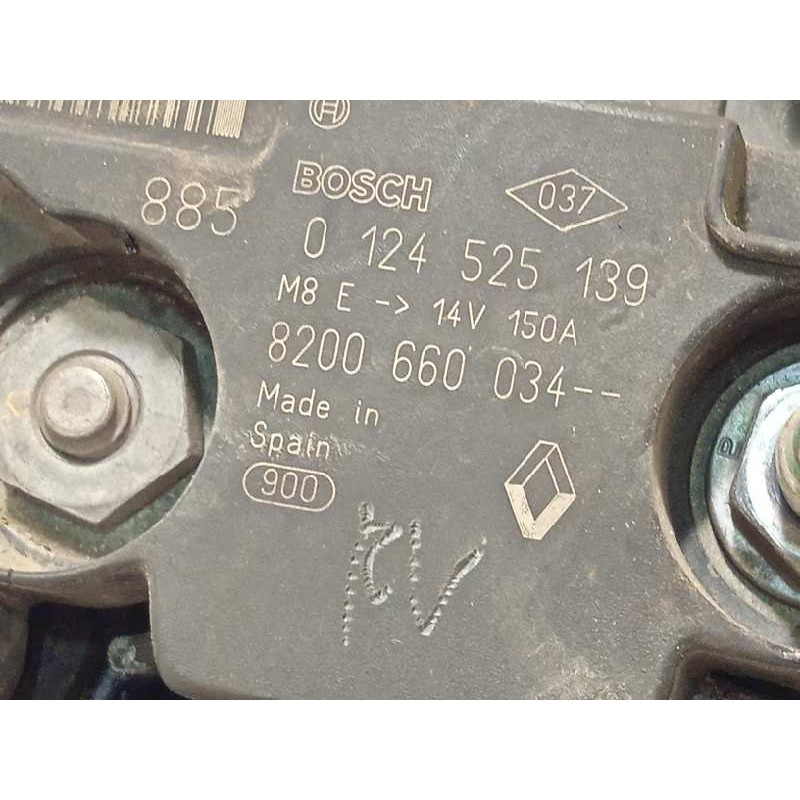 885
BOSCH
037
0 124 525 139
M8 E -> 14V 150A
8200 660 034--
Made in
Spain
900